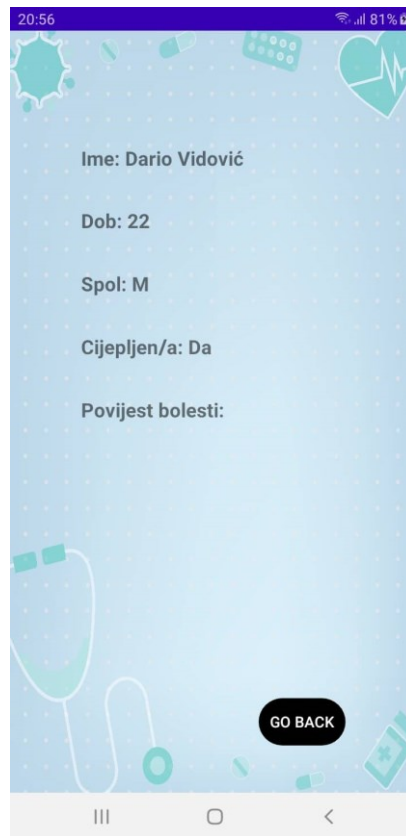 20:56 81%
Ime: Dario Vidović
Dob: 22
Spol: M
Cijepljen/a: Da
Povijest bolesti:
GO BACK